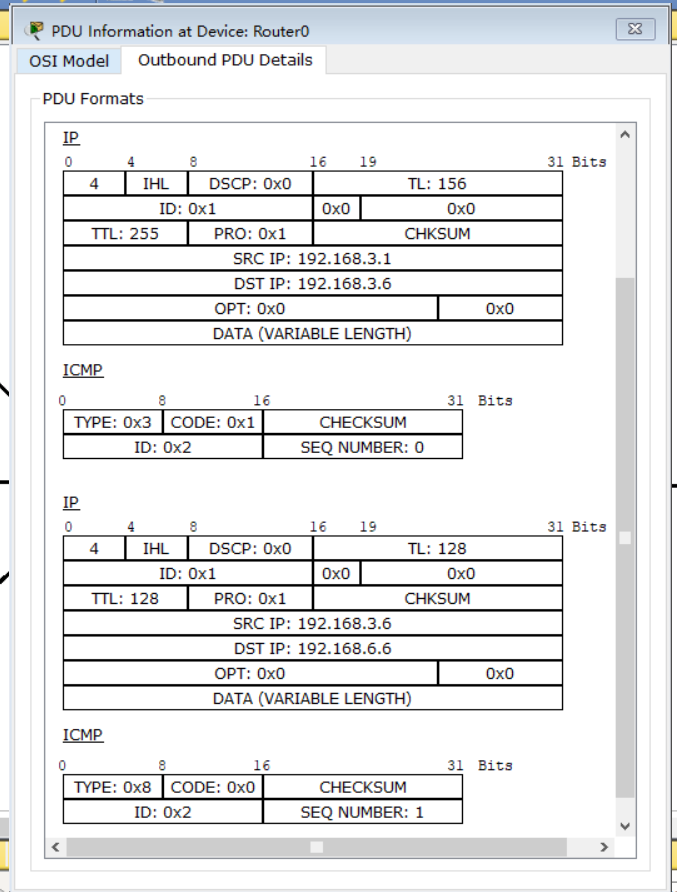 PDU Information at Device: Router0
OSI Model Outbound PDU Details
PDU Formats
IP
0 4 8 16 19 31 Bits
4 IHL DSCP: 0x0 TL: 156
ID: 0x1 0x0 0x0
TTL: 255 PRO: 0x1 CHKSUM
SRC IP: 192.168.3.1
DST IP: 192.168.3.6
OPT: 0x0 0x0
DATA (VARIABLE LENGTH)
ICMP
0 8 16 31 Bits
TYPE: 0x3 CODE: 0x1 CHECKSUM
ID: 0x2 SEQ NUMBER: 0
IP
0 4 8 16 19 31 Bits
4 IHL DSCP: 0x0 TL: 128
ID: 0x1 0x0 0x0
TTL: 128 PRO: 0x1 CHKSUM
SRC IP: 192.168.3.6
DST IP: 192.168.6.6
OPT: 0x0 0x0
DATA (VARIABLE LENGTH)
ICMP
0 8 16 31 Bits
TYPE: 0x8 CODE: 0x0 CHECKSUM
ID: 0x2 SEQ NUMBER: 1